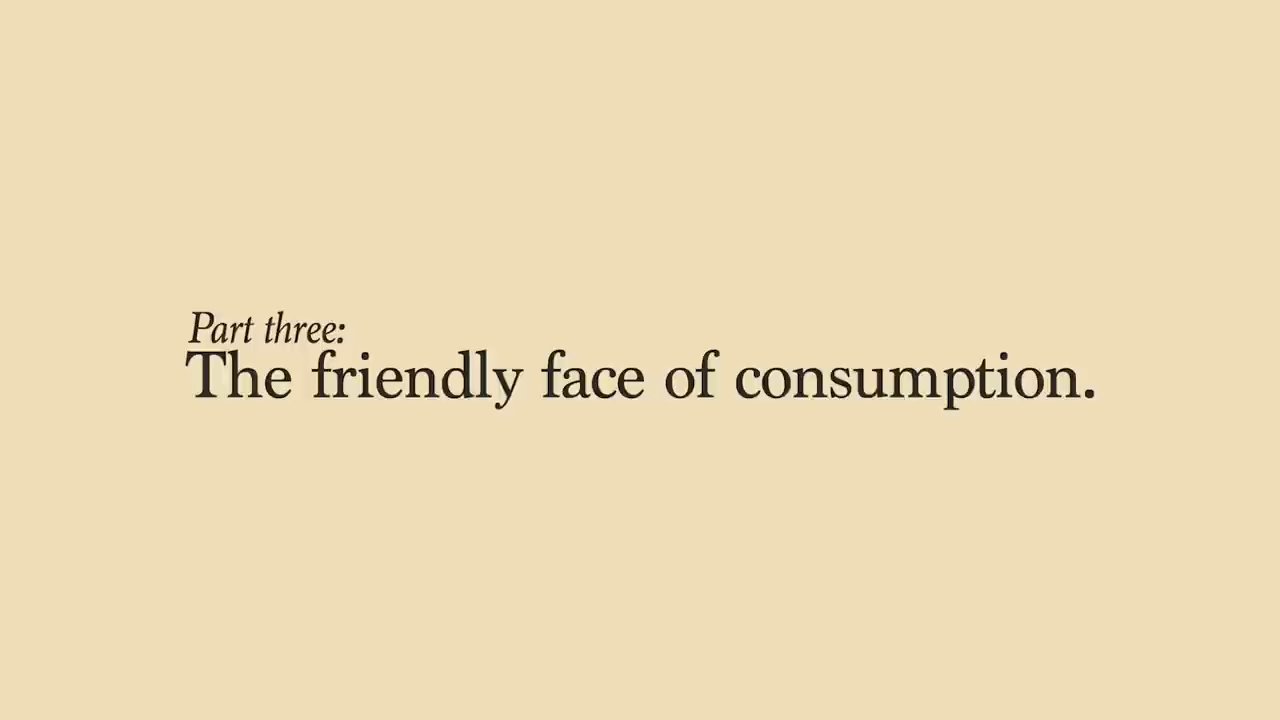 Part three:
The friendly face of consumption.